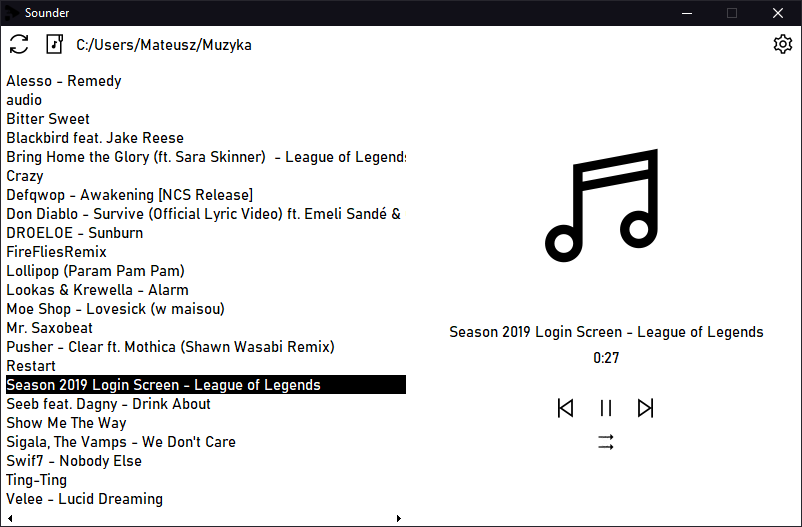 Sounder
C:/Users/Mateusz/Muzyka
Alesso - Remedy
audio
Bitter Sweet
Blackbird feat. Jake Reese
Bring Home the Glory (ft. Sara Skinner)  - League of Legends
Crazy
Defqwop - Awakening [NCS Release]
Don Diablo - Survive (Official Lyric Video) ft. Emeli Sandé &
DROELOE - Sunburn
FireFliesRemix
Lollipop (Param Pam Pam)
Lookas & Krewella - Alarm
Moe Shop - Lovesick (w maisou)
Mr. Saxobeat
Pusher - Clear ft. Mothica (Shawn Wasabi Remix)
Restart
Season 2019 Login Screen - League of Legends
Seeb feat. Dagny - Drink About
Show Me The Way
Sigala, The Vamps - We Don't Care
Swif7 - Nobody Else
Ting-Ting
Velee - Lucid Dreaming
Season 2019 Login Screen - League of Legends
0:27